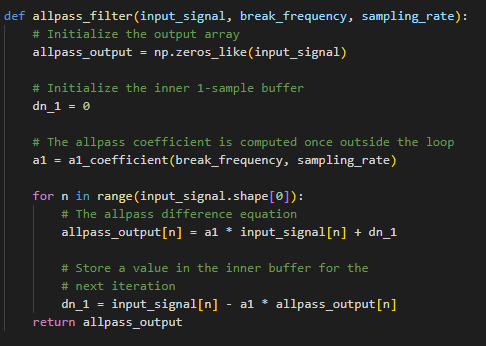 def allpass_filter(input_signal, break_frequency, sampling_rate):
    # Initialize the output array
    allpass_output = np.zeros_like(input_signal)

    # Initialize the inner 1-sample buffer
    dn_1 = 0

    # The allpass coefficient is computed once outside the loop
    a1 = a1_coefficient(break_frequency, sampling_rate)

    for n in range(input_signal.shape[0]):
        # The allpass difference equation
        allpass_output[n] = a1 * input_signal[n] + dn_1

        # Store a value in the inner buffer for the
        # next iteration
        dn_1 = input_signal[n] - a1 * allpass_output[n]
    return allpass_output